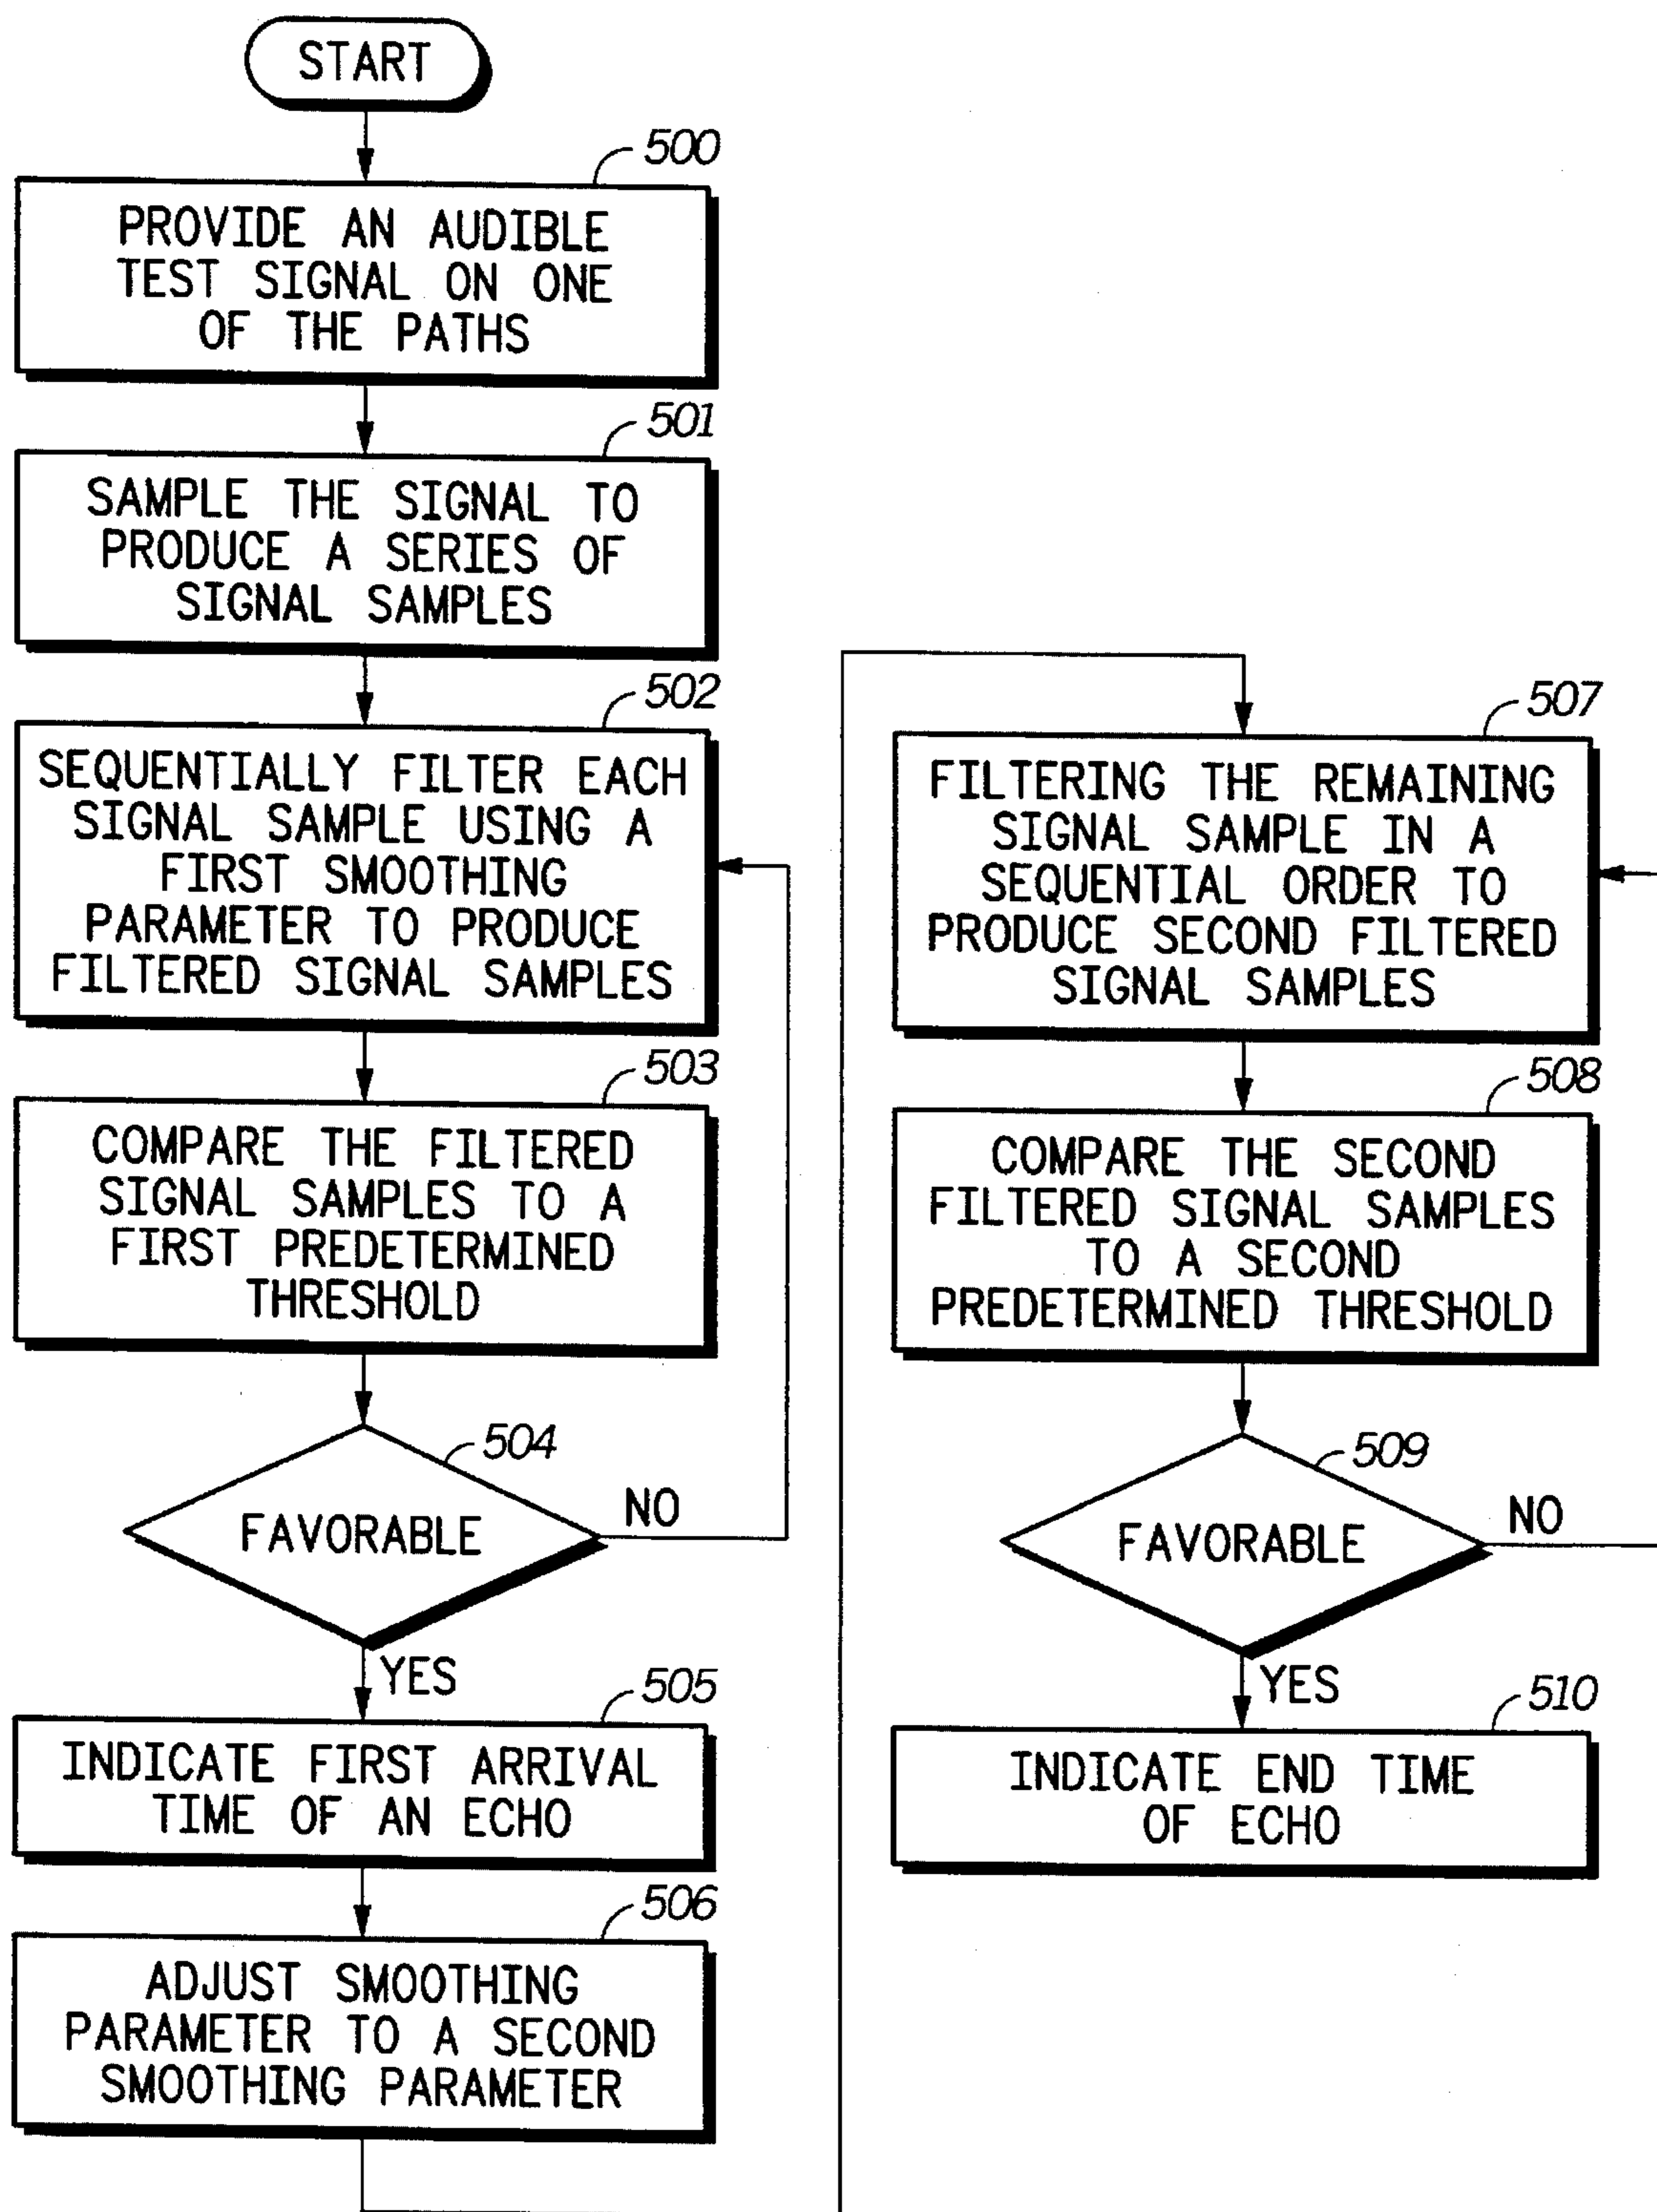 START
500
PROVIDE AN AUDIBLE
TEST SIGNAL ON ONE
OF THE PATHS
501
SAMPLE THE SIGNAL TO
PRODUCE A SERIES OF
SIGNAL SAMPLES
502
SEQUENTIALLY FILTER EACH
SIGNAL SAMPLE USING A
FIRST SMOOTHING
PARAMETER TO PRODUCE
FILTERED SIGNAL SAMPLES
503
COMPARE THE FILTERED
SIGNAL SAMPLES TO A
FIRST PREDETERMINED
THRESHOLD
504
FAVORABLE
NO
YES
505
INDICATE FIRST ARRIVAL
TIME OF AN ECHO
506
ADJUST SMOOTHING
PARAMETER TO A SECOND
SMOOTHING PARAMETER
507
FILTERING THE REMAINING
SIGNAL SAMPLE IN A
SEQUENTIAL ORDER TO
PRODUCE SECOND FILTERED
SIGNAL SAMPLES
508
COMPARE THE SECOND
FILTERED SIGNAL SAMPLES
TO A SECOND
PREDETERMINED THRESHOLD
509
FAVORABLE
NO
YES
510
INDICATE END TIME
OF ECHO